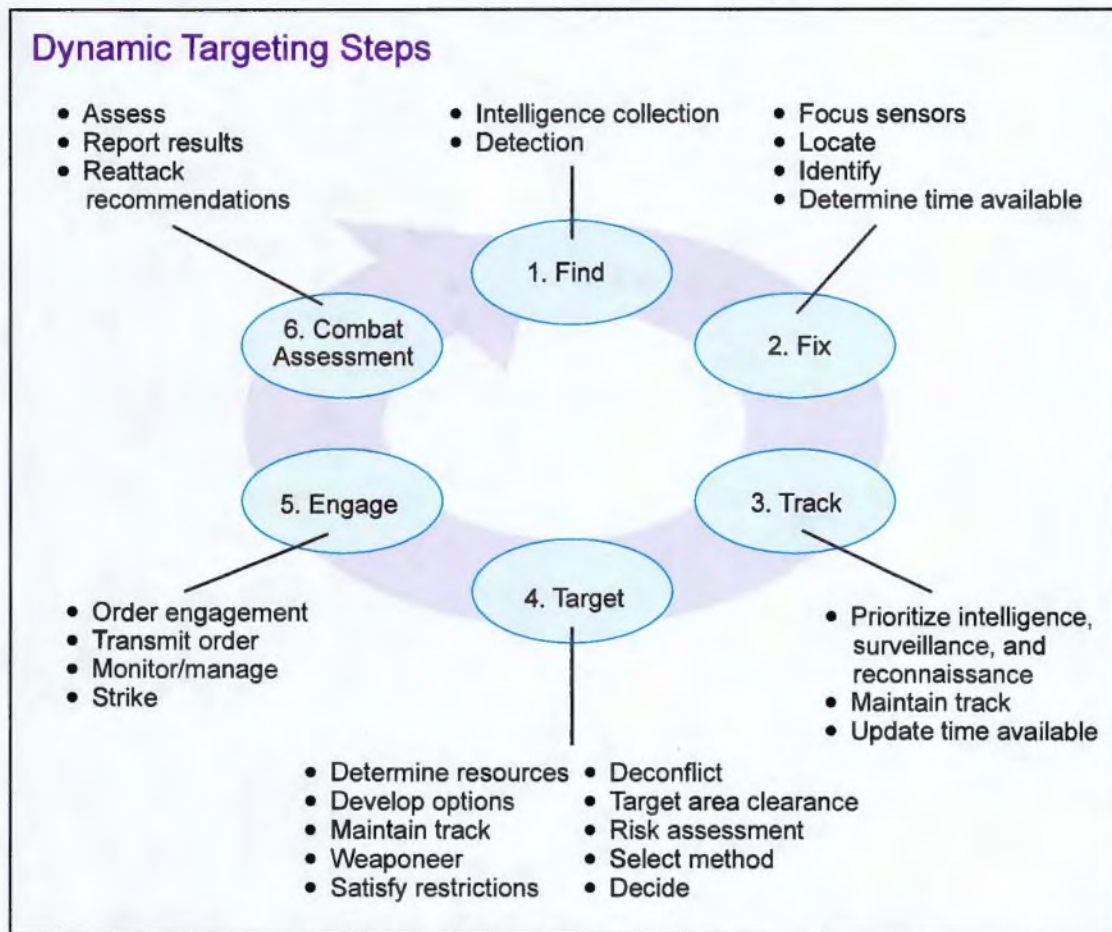 Dynamic Targeting Steps
• Assess
• Report results
• Reattack
recommendations
• Intelligence collection
• Detection
• Focus sensors
• Locate
• Identify
• Determine time available
1. Find
2. Fix
3. Track
4. Target
5. Engage
6. Combat
Assessment
• Prioritize intelligence,
surveillance, and
reconnaissance
• Maintain track
• Update time available
• Determine resources
• Develop options
• Maintain track
• Weaponeer
• Satisfy restrictions
• Deconflict
• Target area clearance
• Risk assessment
• Select method
• Decide
• Order engagement
• Transmit order
• Monitor/manage
• Strike